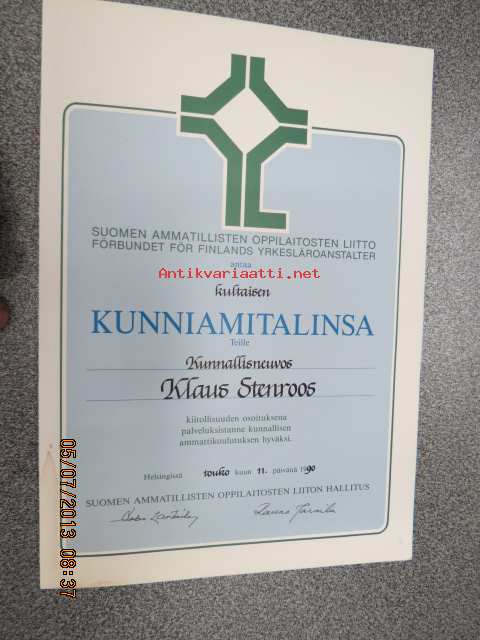 SUOMEN AMMATILLISTEN OPPILAITOSTEN LIITTO
FÖRBUNDET FÖR FINLANDS YRKESLÄROANSTALTER
antaa
Antikvariaatti.net
kultaisen
KUNNIAMITALINSA
Teille
Kunnallisneuvos
Klaus Stenroos
kiitollisuuden osoituksena
palveluksistanne kunnallisen
ammattikoulutuksen hyväksi.
Helsingissä touko kuun 11. päivänä 1990
SUOMEN AMMATILLISTEN OPPILAITOSTEN LIITON HALLITUS
05/07/2013 08:37